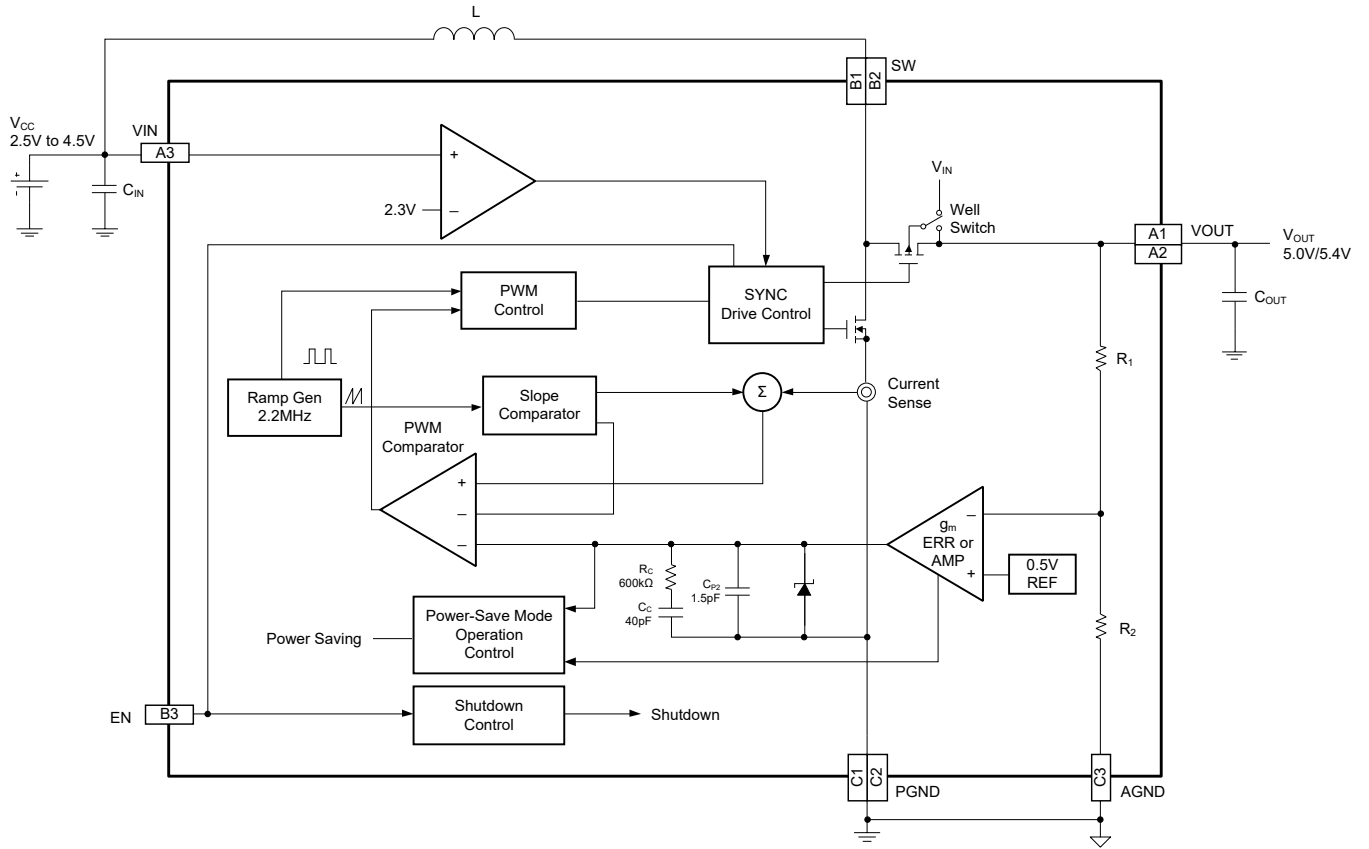 L
B1
B2
SW
VCC
2.5V to 4.5V
VIN
A3
+
-
CIN
+
2.3V
–
VIN
Well
Switch
A1
A2
VOUT
VOUT
5.0V/5.4V
COUT
PWM
Control
SYNC
Drive Control
R1
Ramp Gen
2.2MHz
Slope
Comparator
Σ
Current
Sense
PWM
Comparator
+
–
–
–
gm
ERR or
AMP
+
0.5V
REF
RC
600kΩ
CC
40pF
CP2
1.5pF
R2
Power Saving
Power-Save Mode
Operation
Control
EN
B3
Shutdown
Control
Shutdown
C1
C2
PGND
C3
AGND